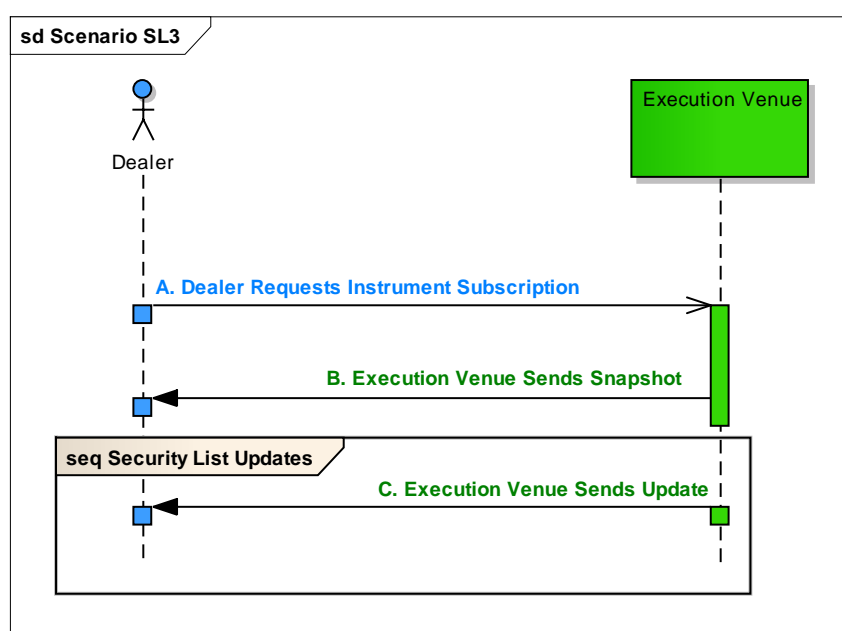 sd Scenario SL3
Execution Venue
Dealer
A. Dealer Requests Instrument Subscription
B. Execution Venue Sends Snapshot
seq Security List Updates
C. Execution Venue Sends Update